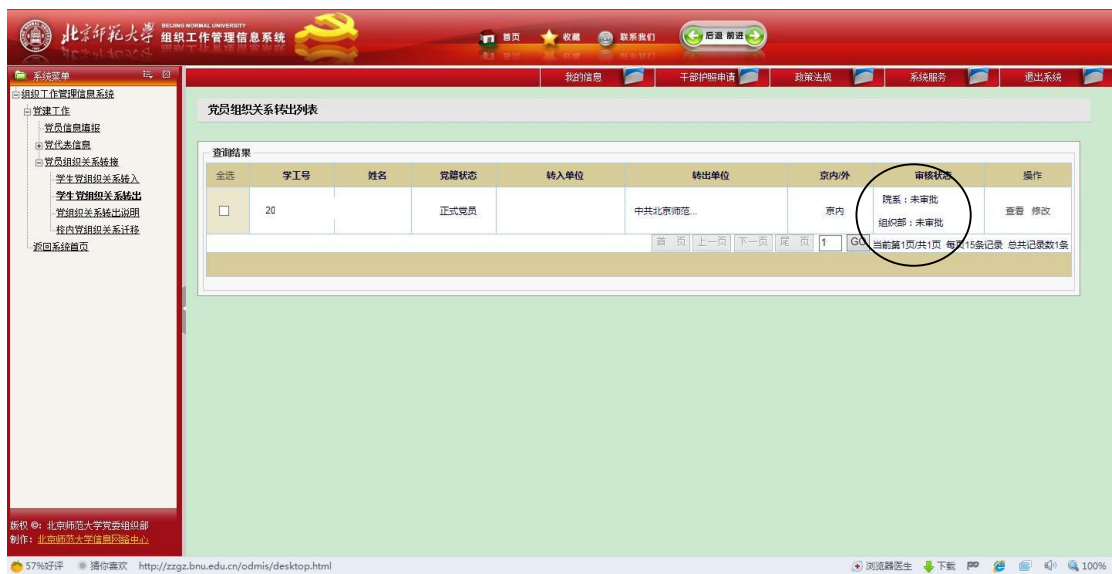 北京师范大学 BEIJING NORMAL UNIVERSITY 组织工作管理信息系统
首页 收藏 联系我们 后退 前进
系统菜单 我的信息 干部护照申请 政策法规 系统服务 退出系统
组织工作管理信息系统
党建工作
党员信息填报
党代表信息
党员组织关系转接
学生党组织关系转入
学生党组织关系转出
党组织关系转出说明
校内党组织关系迁移
返回系统首页
党员组织关系转出列表
查询结果
全选 学工号 姓名 党籍状态 转入单位 转出单位 京内/外 审核状态 操作
20 正式党员 中共北京师范... 京内 院系：未审批 查看 修改
组织部：未审批
首 页 上一页 下一页 尾 页 1 GO 当前第1页/共1页 每页15条记录 总共记录数1条
版权 ©: 北京师范大学党委组织部
制作: 北京师范大学信息网络中心
57%好评 猜你喜欢 http://zzgz.bnu.edu.cn/odmis/desktop.html 浏览器医生 下载 100%